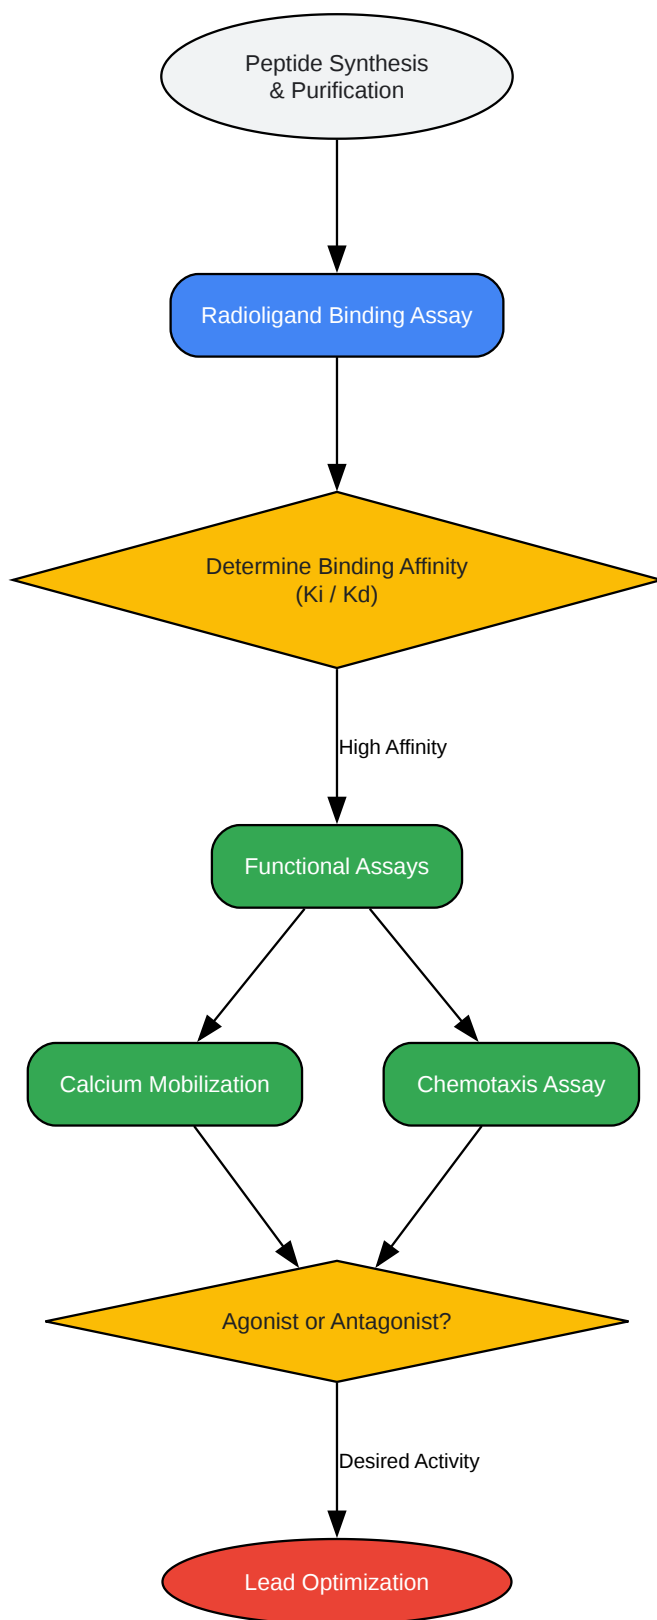 Peptide Synthesis
& Purification
Radioligand Binding Assay
Determine Binding Affinity
(Ki / Kd)
High Affinity
Functional Assays
Calcium Mobilization
Chemotaxis Assay
Agonist or Antagonist?
Desired Activity
Lead Optimization